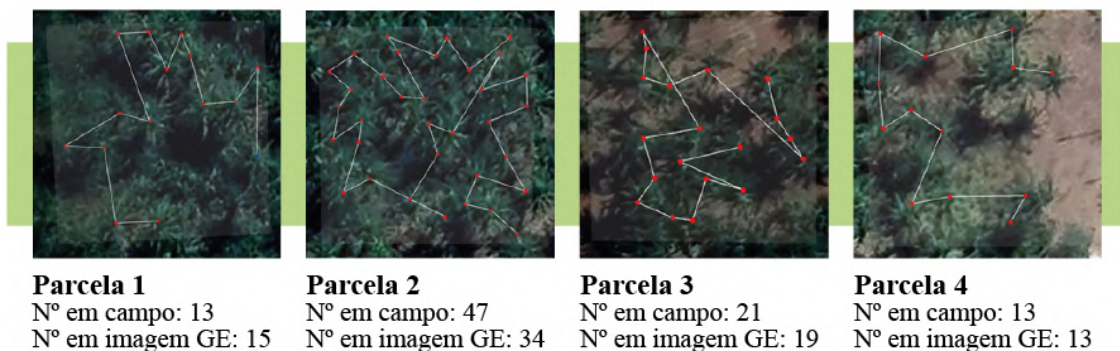 Parcela 1
Nº em campo: 13
Nº em imagem GE: 15
Parcela 2
Nº em campo: 47
Nº em imagem GE: 34
Parcela 3
Nº em campo: 21
Nº em imagem GE: 19
Parcela 4
Nº em campo: 13
Nº em imagem GE: 13